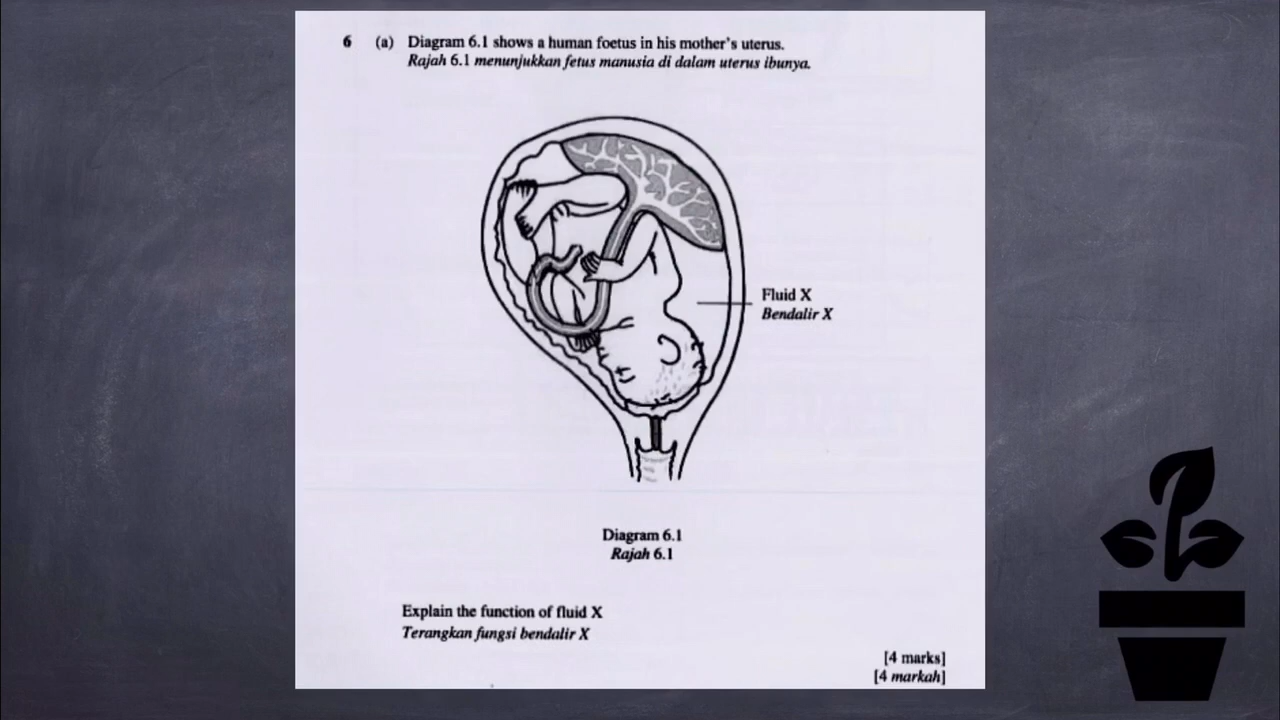 6 (a) Diagram 6.1 shows a human foetus in his mother's uterus.
Rajah 6.1 menunjukkan fetus manusia di dalam uterus ibunya.
Fluid X
Bendalir X
Diagram 6.1
Rajah 6.1
Explain the function of fluid X
Terangkan fungsi bendalir X
[4 marks]
[4 markah]